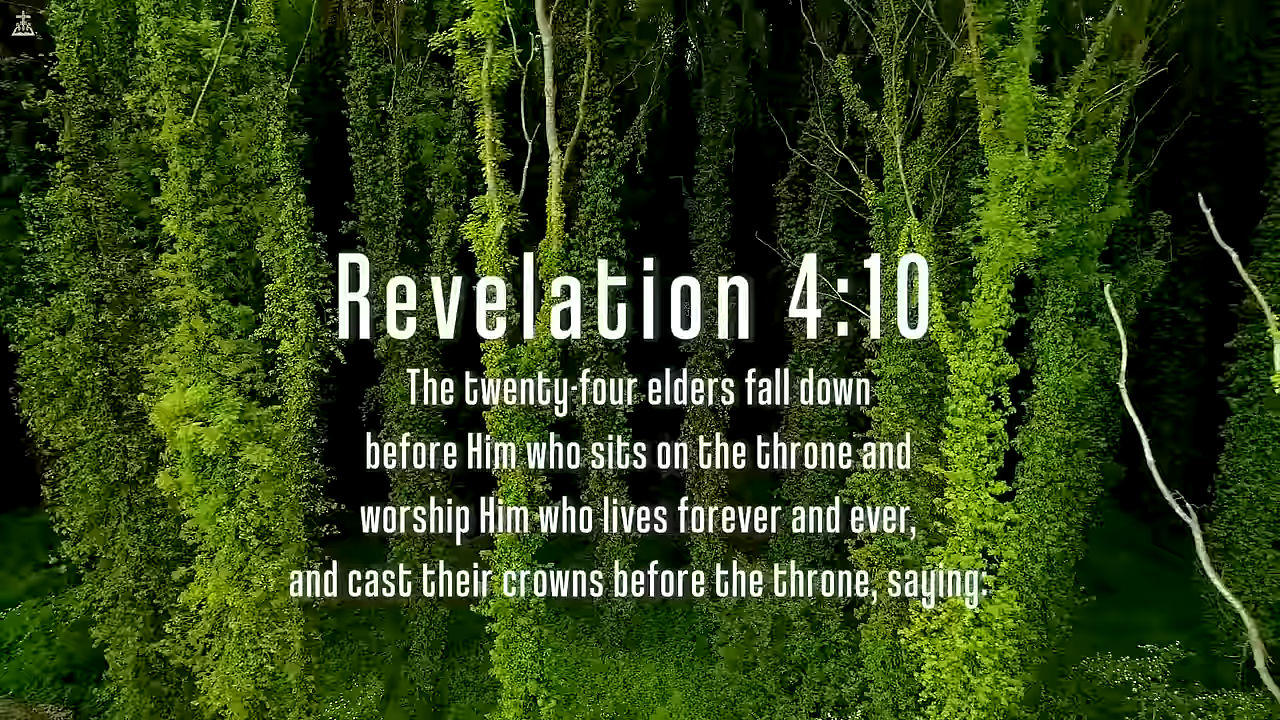 Revelation 4:10
The twenty-four elders fall down
before Him who sits on the throne and
worship Him who lives forever and ever,
and cast their crowns before the throne, saying: